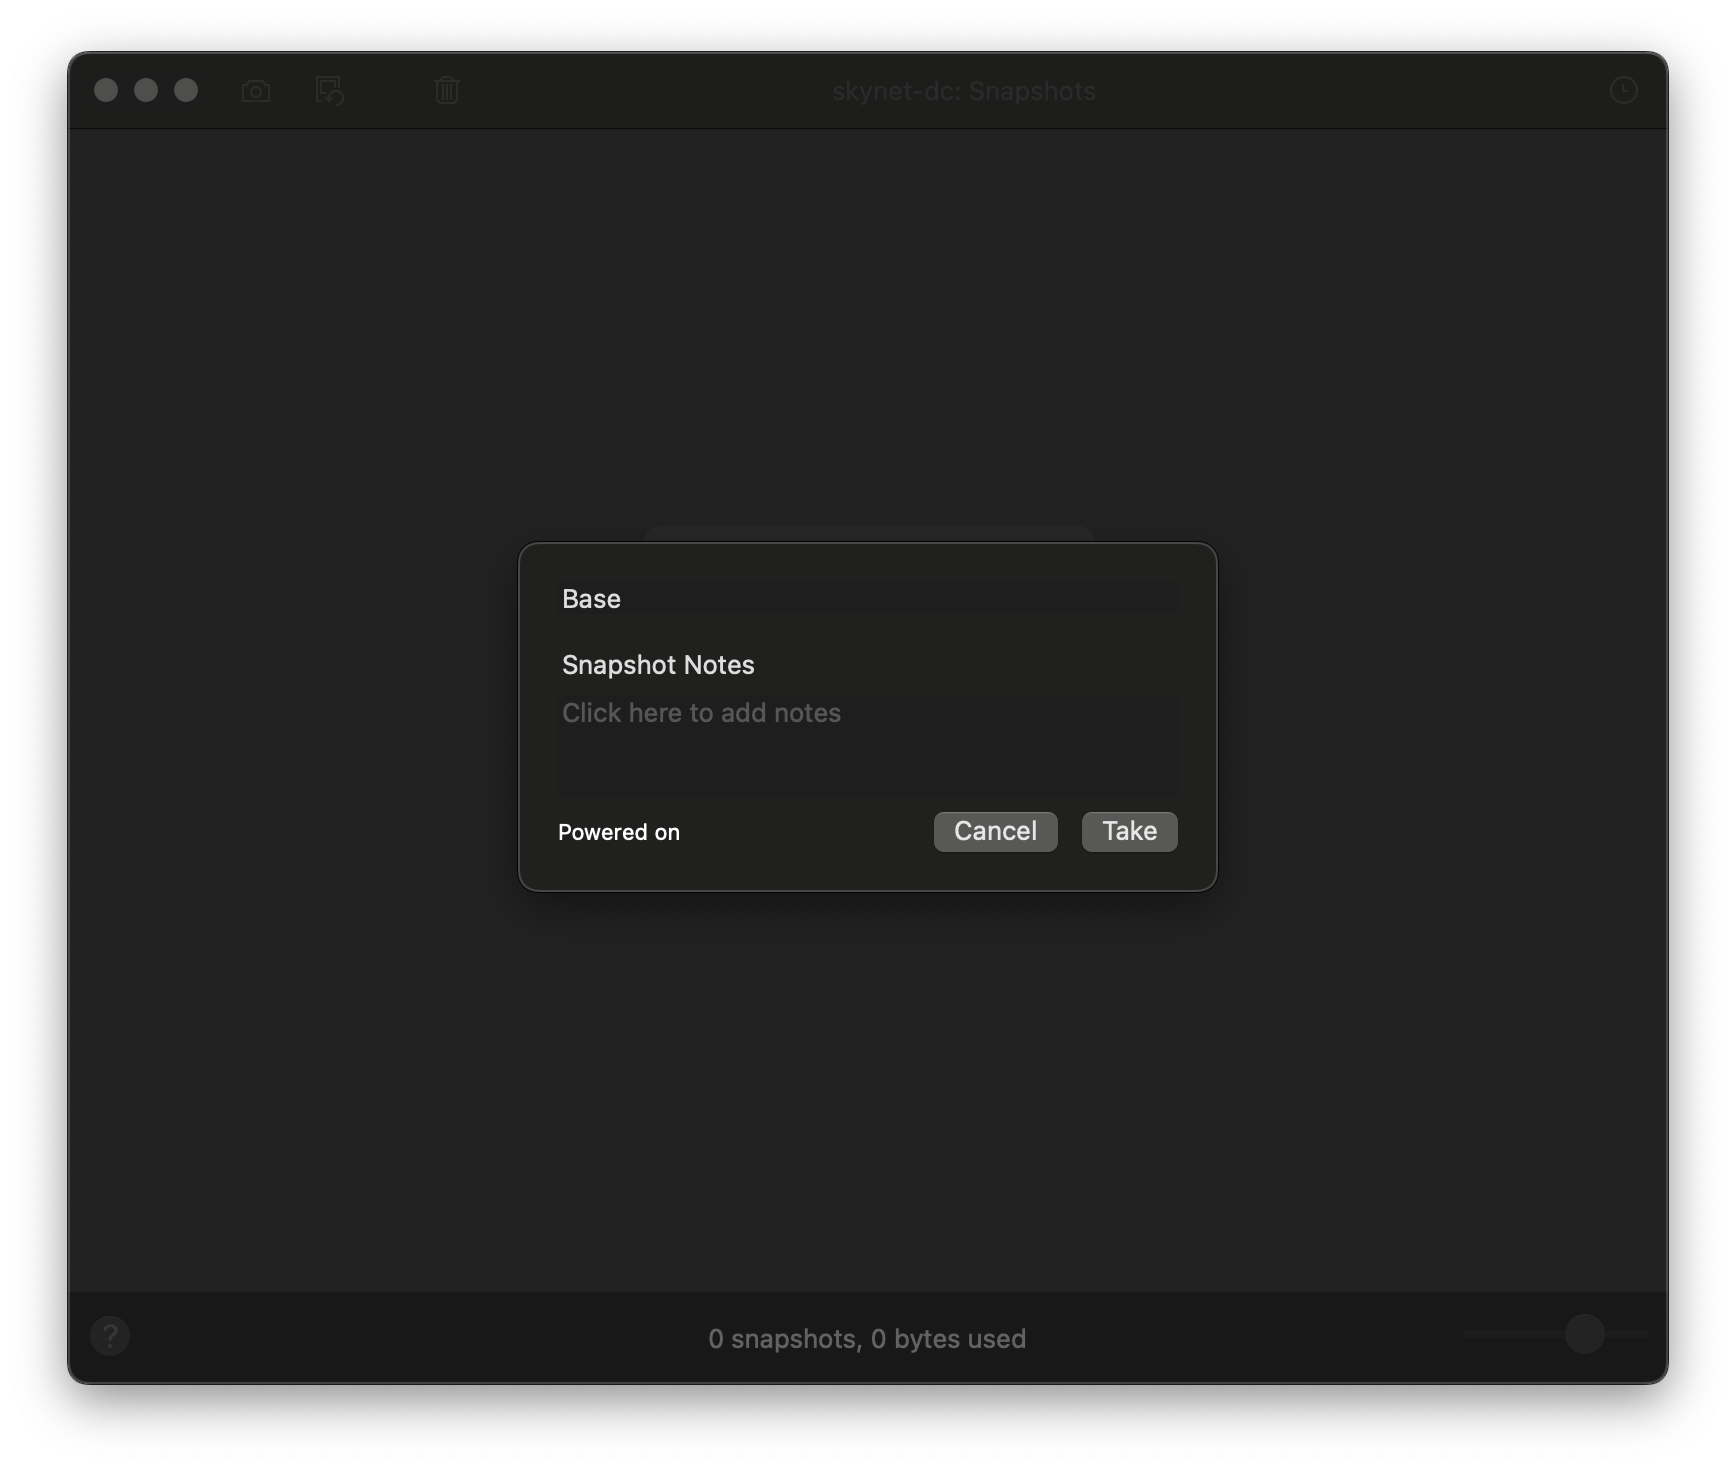 skynet-dc: Snapshots
Base
Snapshot Notes
Click here to add notes
Powered on
Cancel
Take
?
0 snapshots, 0 bytes used